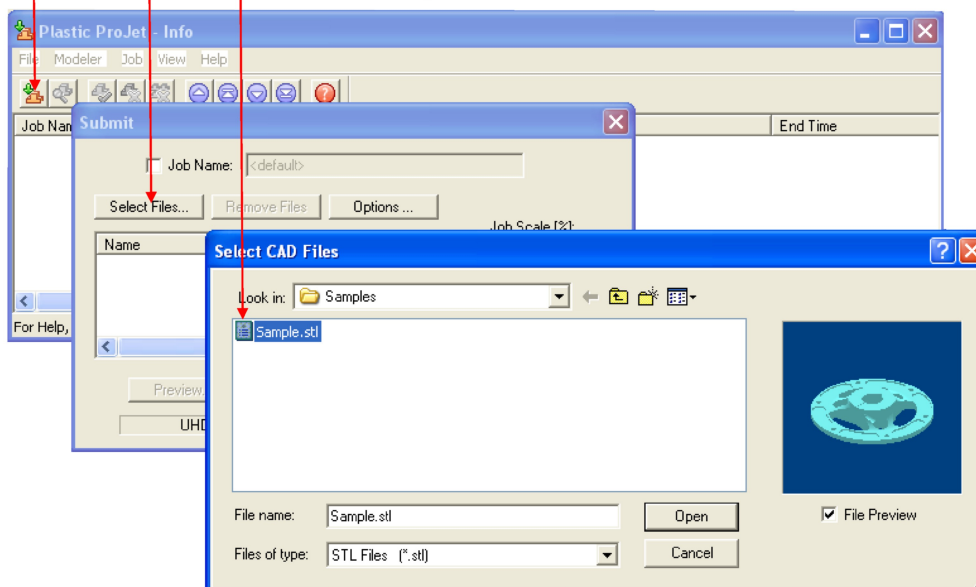 Plastic ProJet - Info
File Modeler Job View Help
Job Nam
End Time
Submit
Job Name: <default>
Select Files... Remove Files Options ...
Job Scale [%]:
Name
Select CAD Files
Look in: Samples
Sample.stl
For Help,
Preview
UHD
File name: Sample.stl Open
File Preview
Files of type: STL Files (*.stl) Cancel